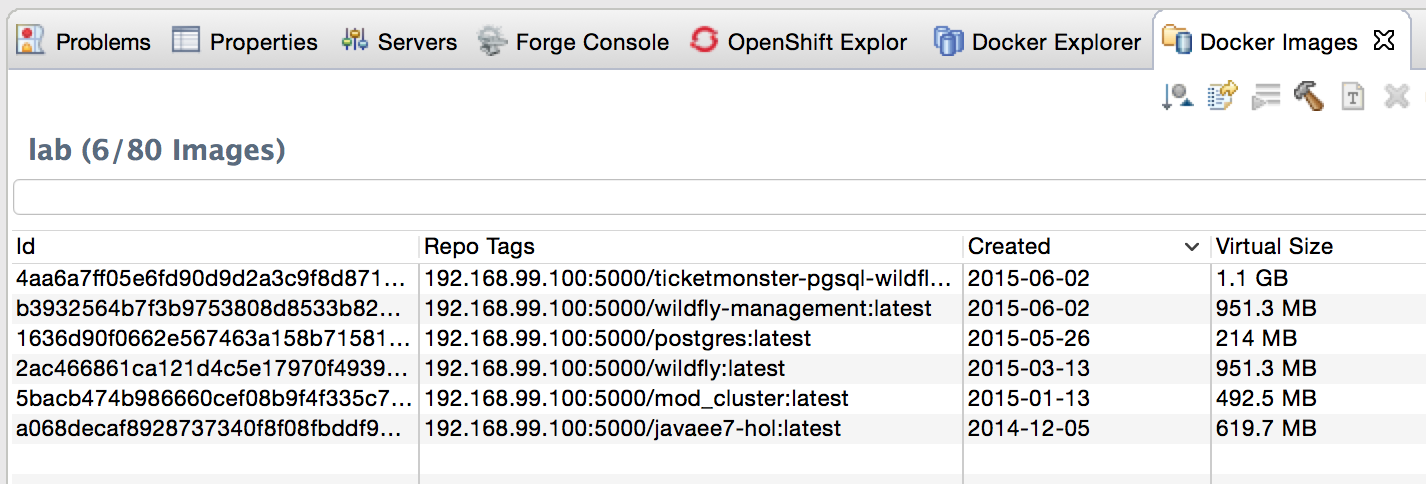 Problems Properties Servers Forge Console OpenShift Explor Docker Explorer Docker Images
lab (6/80 Images)
Id Repo Tags Created Virtual Size
4aa6a7ff05e6fd90d9d2a3c9f8d871... 192.168.99.100:5000/ticketmonster-pgsql-wildfl... 2015-06-02 1.1 GB
b3932564b7f3b9753808d8533b82... 192.168.99.100:5000/wildfly-management:latest 2015-06-02 951.3 MB
1636d90f0662e567463a158b71581... 192.168.99.100:5000/postgres:latest 2015-05-26 214 MB
2ac466861ca121d4c5e17970f4939... 192.168.99.100:5000/wildfly:latest 2015-03-13 951.3 MB
5bacb474b986660cef08b9f4f335c7... 192.168.99.100:5000/mod_cluster:latest 2015-01-13 492.5 MB
a068decaf8928737340f8f08fbddf9... 192.168.99.100:5000/javaee7-hol:latest 2014-12-05 619.7 MB